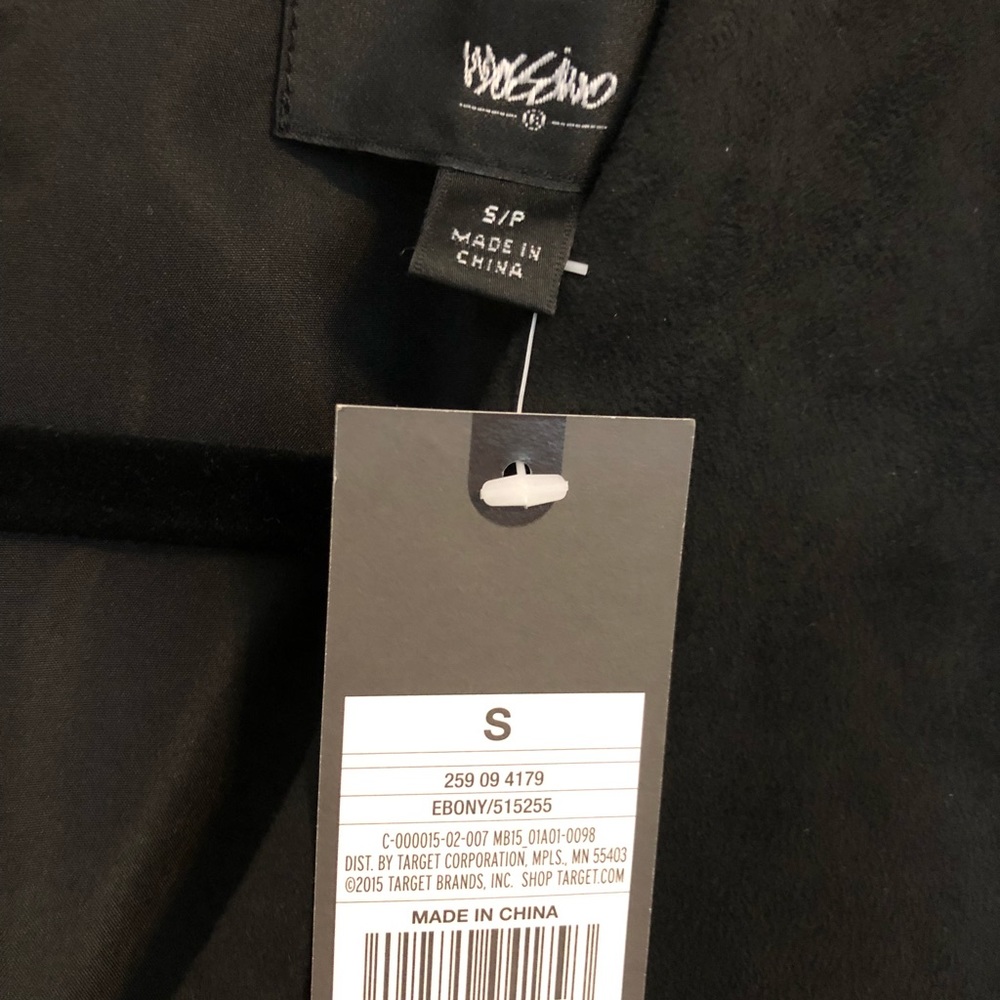 Mossimo
S/P
MADE IN
CHINA
S
259 09 4179
EBONY/515255
C-000015-02-007 MB15_01A01-0098
DIST. BY TARGET CORPORATION, MPLS., MN 55403
©2015 TARGET BRANDS, INC. SHOP TARGET.COM
MADE IN CHINA